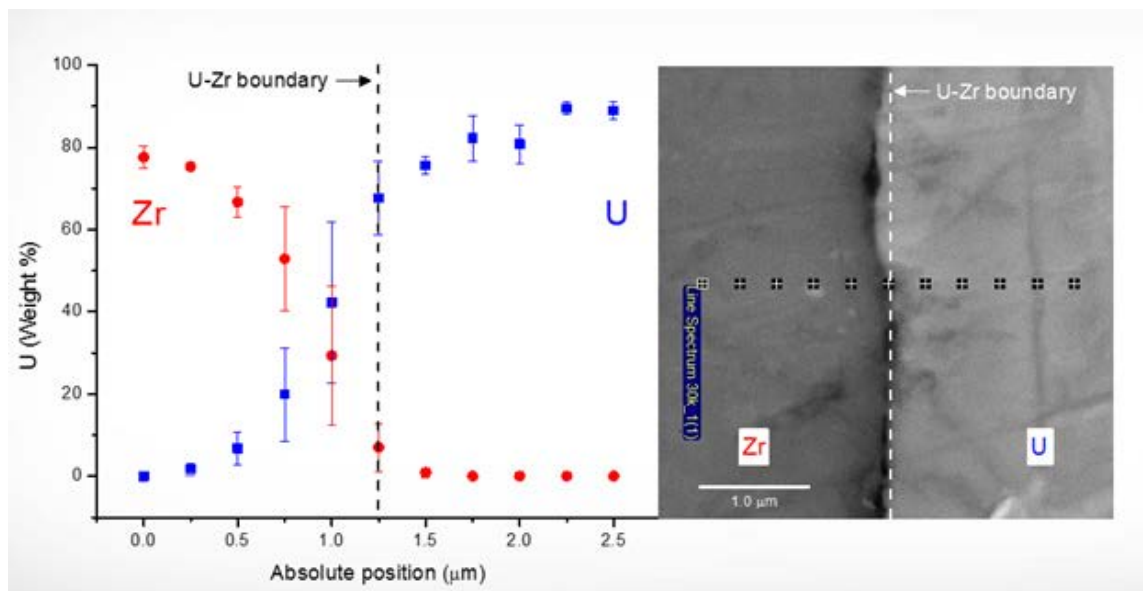 100
80
60
40
20
0
U (Weight %)
U-Zr boundary
Zr
U
0.0 0.5 1.0 1.5 2.0 2.5
Absolute position (μm)
U-Zr boundary
Line Spectrum 30k_1(1)
Zr
U
1.0 μm